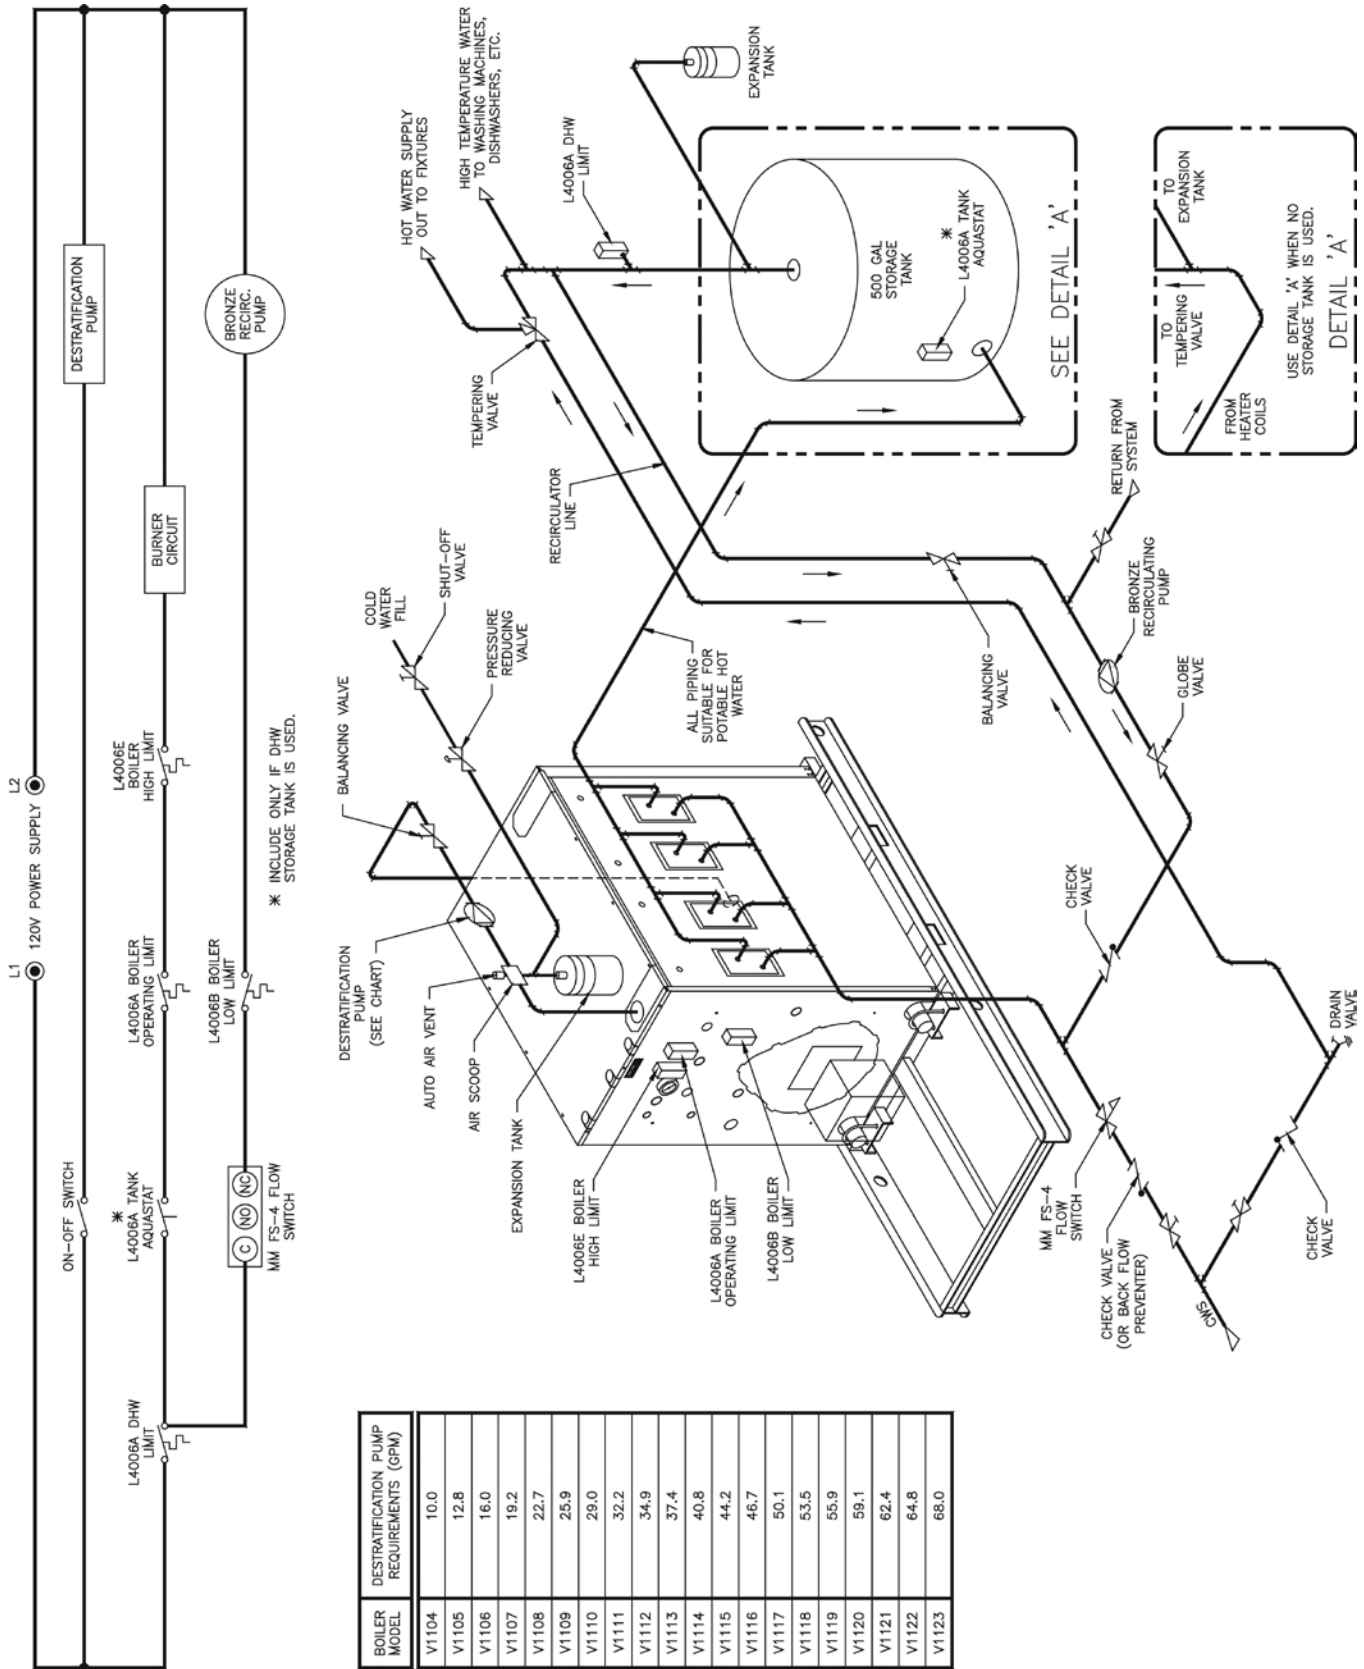 L1
120V POWER SUPPLY
L2
ON-OFF SWITCH
DESTRATIFICATION
PUMP
L4006A DHW
LIMIT
*
L4006A TANK
AQUASTAT
L4006A BOILER
OPERATING LIMIT
L4006E
BOILER
HIGH LIMIT
BURNER
CIRCUIT
C
NO
NC
MM FS-4 FLOW
SWITCH
L4006B BOILER
LOW LIMIT
BRONZE
RECIRC.
PUMP
* INCLUDE ONLY IF DHW
STORAGE TANK IS USED.
BOILER
MODEL
DESTRATIFICATION PUMP
REQUIREMENTS (GPM)
V1104 10.0
V1105 12.8
V1106 16.0
V1107 19.2
V1108 22.7
V1109 25.9
V1110 29.0
V1111 32.2
V1112 34.9
V1113 37.4
V1114 40.8
V1115 44.2
V1116 46.7
V1117 50.1
V1118 53.5
V1119 55.9
V1120 59.1
V1121 62.4
V1122 64.8
V1123 68.0
DESTRATIFICATION
PUMP
(SEE CHART)
AUTO AIR VENT
AIR SCOOP
EXPANSION TANK
L4006E BOILER
HIGH LIMIT
L4006A BOILER
OPERATING LIMIT
L4006B BOILER
LOW LIMIT
MM FS-4
FLOW
SWITCH
CHECK VALVE
(OR BACK FLOW
PREVENTER)
CWS
BALANCING VALVE
COLD
WATER
FILL
SHUT-OFF
VALVE
PRESSURE
REDUCING
VALVE
ALL PIPING
SUITABLE FOR
POTABLE HOT
WATER
CHECK
VALVE
CHECK
VALVE
DRAIN
VALVE
HOT WATER SUPPLY
OUT TO FIXTURES
HIGH TEMPERATURE WATER
TO WASHING MACHINES,
DISHWASHERS, ETC.
TEMPERING
VALVE
L4006A DHW
LIMIT
EXPANSION
TANK
RECIRCULATOR
LINE
500 GAL
STORAGE
TANK
*
L4006A TANK
AQUASTAT
SEE DETAIL 'A'
BALANCING
VALVE
BRONZE
RECIRCULATING
PUMP
GLOBE
VALVE
RETURN FROM
SYSTEM
TO
EXPANSION
TANK
TO
TEMPERING
VALVE
FROM
HEATER
COILS
USE DETAIL 'A' WHEN NO
STORAGE TANK IS USED.
DETAIL 'A'